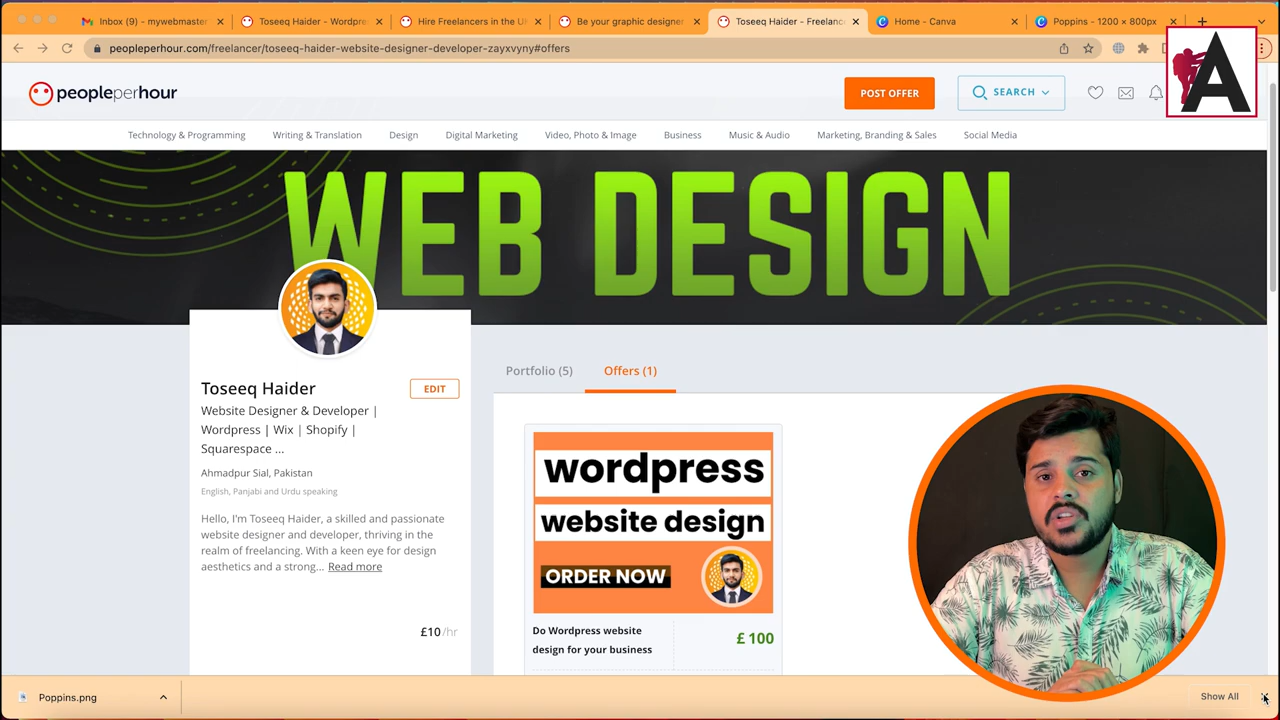 Inbox (9) - mywebmaster
Toseeq Haider - Wordpre
Hire Freelancers in the UK
Be your graphic designer
Toseeq Haider - Freelanc
Home - Canva
Poppins - 1200 × 800px
peopleperhour.com/freelancer/toseeq-haider-website-designer-developer-zayxvyny#offers
A
peopleperhour
POST OFFER
SEARCH
Technology & Programming
Writing & Translation
Design
Digital Marketing
Video, Photo & Image
Business
Music & Audio
Marketing, Branding & Sales
Social Media
WEB DESIGN
Toseeq Haider
EDIT
Website Designer & Developer |
Wordpress | Wix | Shopify |
Squarespace ...
Ahmadpur Sial, Pakistan
English, Panjabi and Urdu speaking
Hello, I'm Toseeq Haider, a skilled and passionate
website designer and developer, thriving in the
realm of freelancing. With a keen eye for design
aesthetics and a strong... Read more
£10/hr
Portfolio (5)
Offers (1)
wordpress
website design
ORDER NOW
Do Wordpress website
design for your business
£ 100
Poppins.png
Show All